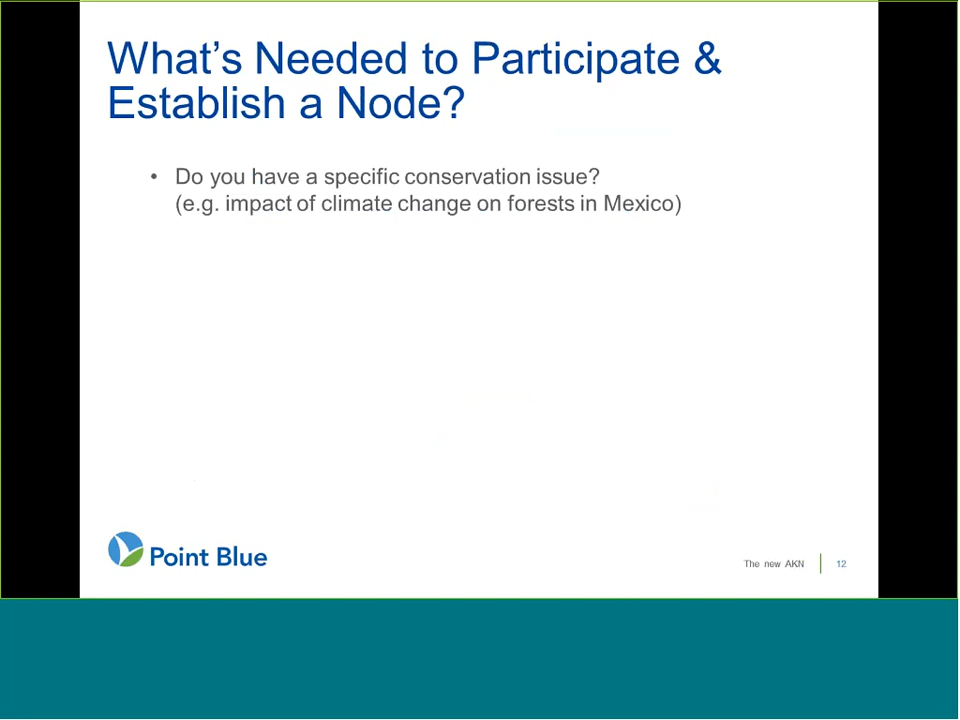 What's Needed to Participate &
Establish a Node?
• Do you have a specific conservation issue?
(e.g. impact of climate change on forests in Mexico)
Point Blue
The new AKN
12